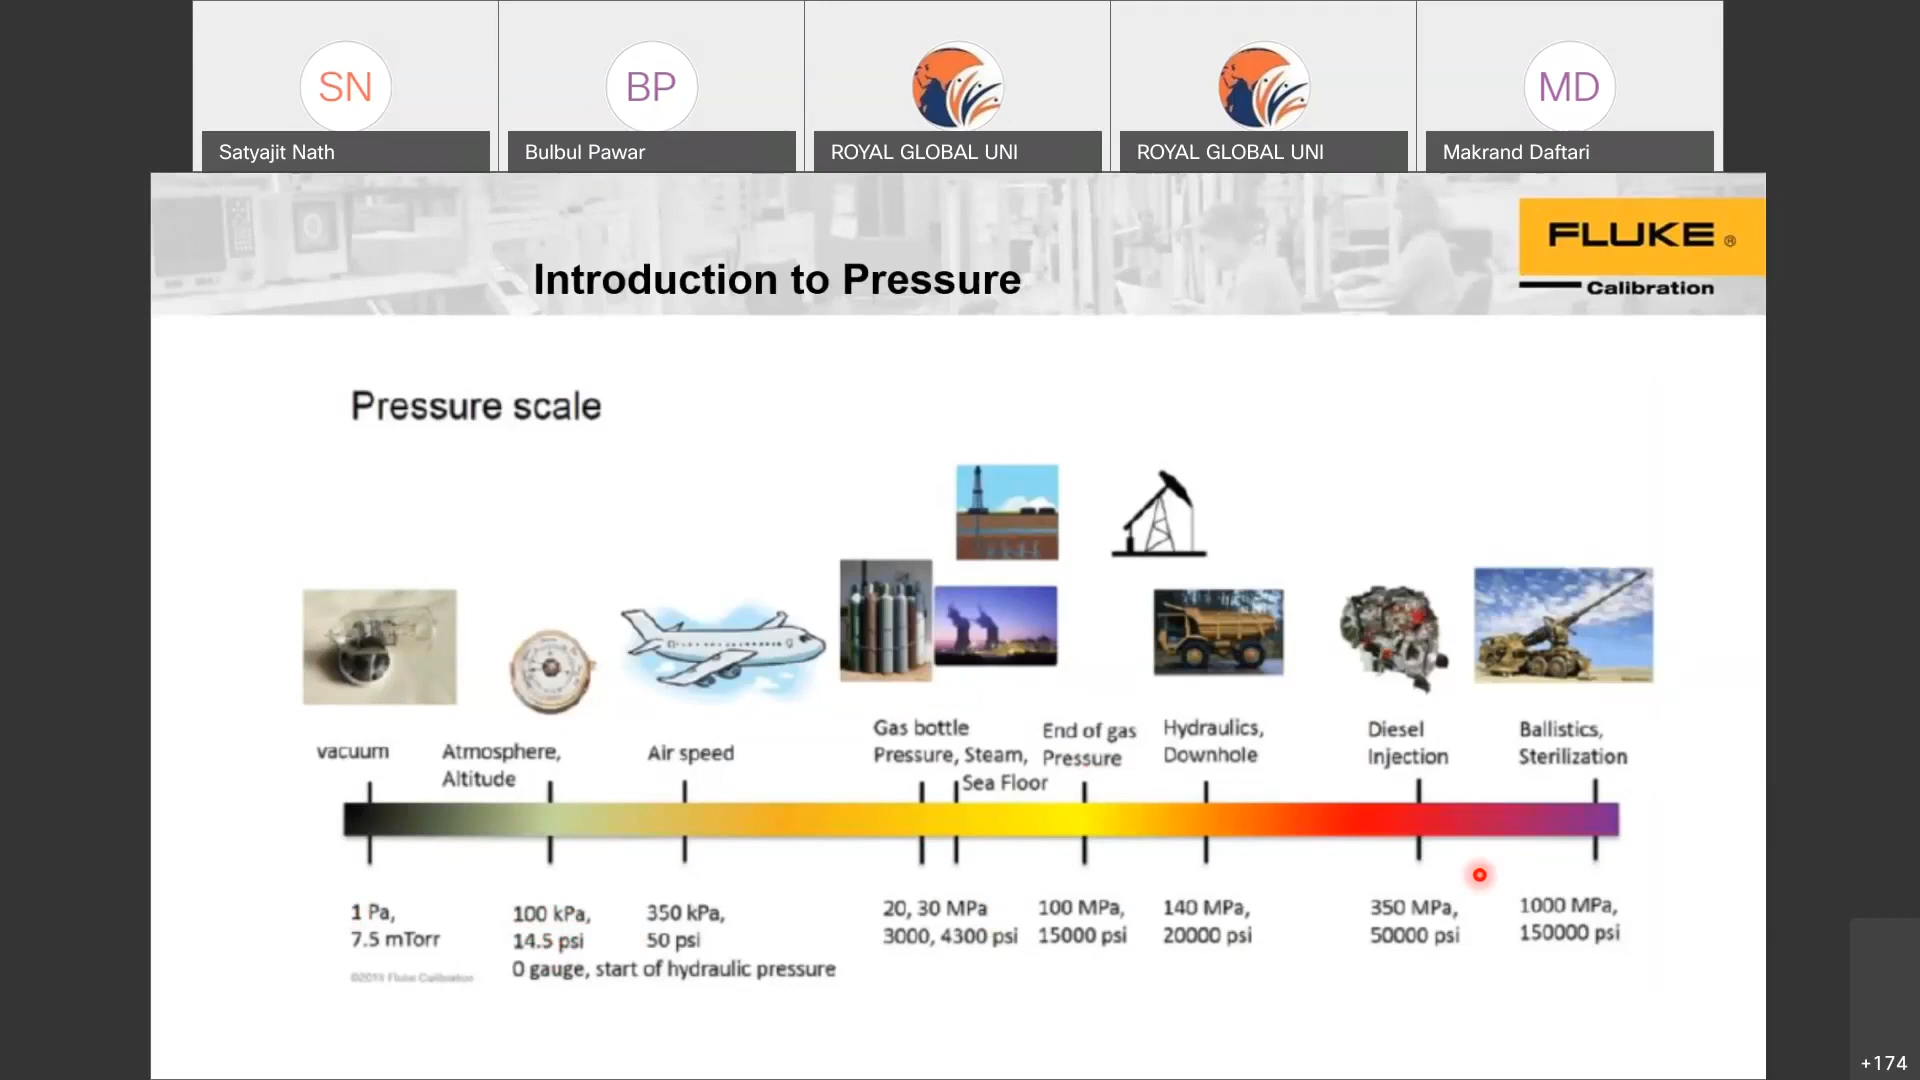 SN
BP
MD
Satyajit Nath
Bulbul Pawar
ROYAL GLOBAL UNI
ROYAL GLOBAL UNI
Makrand Daftari
FLUKE ®
Calibration
Introduction to Pressure
Pressure scale
vacuum
Atmosphere,
Altitude
Air speed
Gas bottle
Pressure, Steam,
Sea Floor
End of gas
Pressure
Hydraulics,
Downhole
Diesel
Injection
Ballistics,
Sterilization
1 Pa,
7.5 mTorr
100 kPa,
14.5 psi
0 gauge, start of hydraulic pressure
350 kPa,
50 psi
20, 30 MPa
3000, 4300 psi
100 MPa,
15000 psi
140 MPa,
20000 psi
350 MPa,
50000 psi
1000 MPa,
150000 psi
Fluke Calibration
+174